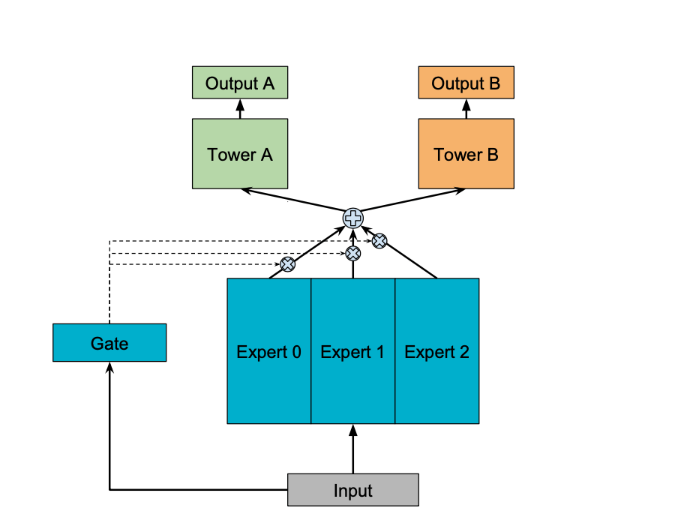 Output A
Output B
Tower A
Tower B
Gate
Expert 0
Expert 1
Expert 2
Input